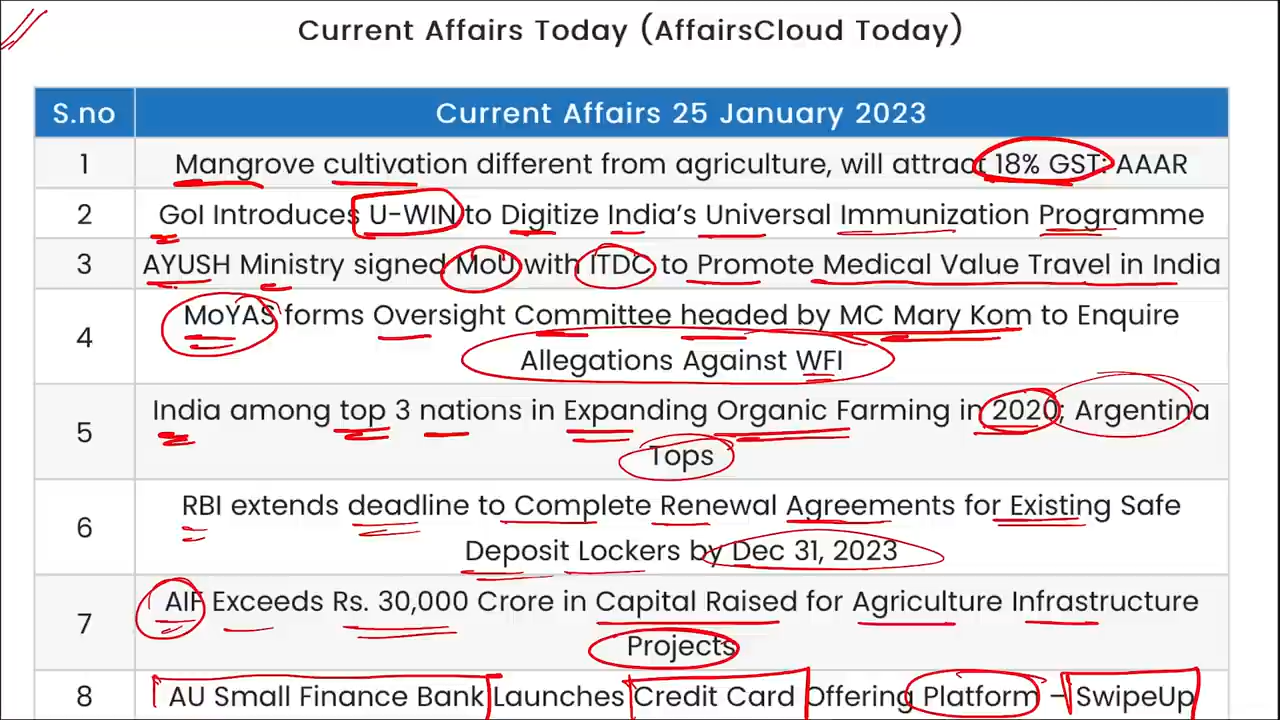 Current Affairs Today (AffairsCloud Today)
S.no Current Affairs 25 January 2023
1 Mangrove cultivation different from agriculture, will attract 18% GST: AAAR
2 GoI Introduces U-WIN to Digitize India's Universal Immunization Programme
3 AYUSH Ministry signed MoU with ITDC to Promote Medical Value Travel in India
4 MoYAS forms Oversight Committee headed by MC Mary Kom to Enquire
Allegations Against WFI
5 India among top 3 nations in Expanding Organic Farming in 2020; Argentina
Tops
6 RBI extends deadline to Complete Renewal Agreements for Existing Safe
Deposit Lockers by Dec 31, 2023
7 AIF Exceeds Rs. 30,000 Crore in Capital Raised for Agriculture Infrastructure
Projects
8 AU Small Finance Bank Launches Credit Card Offering Platform – SwipeUp